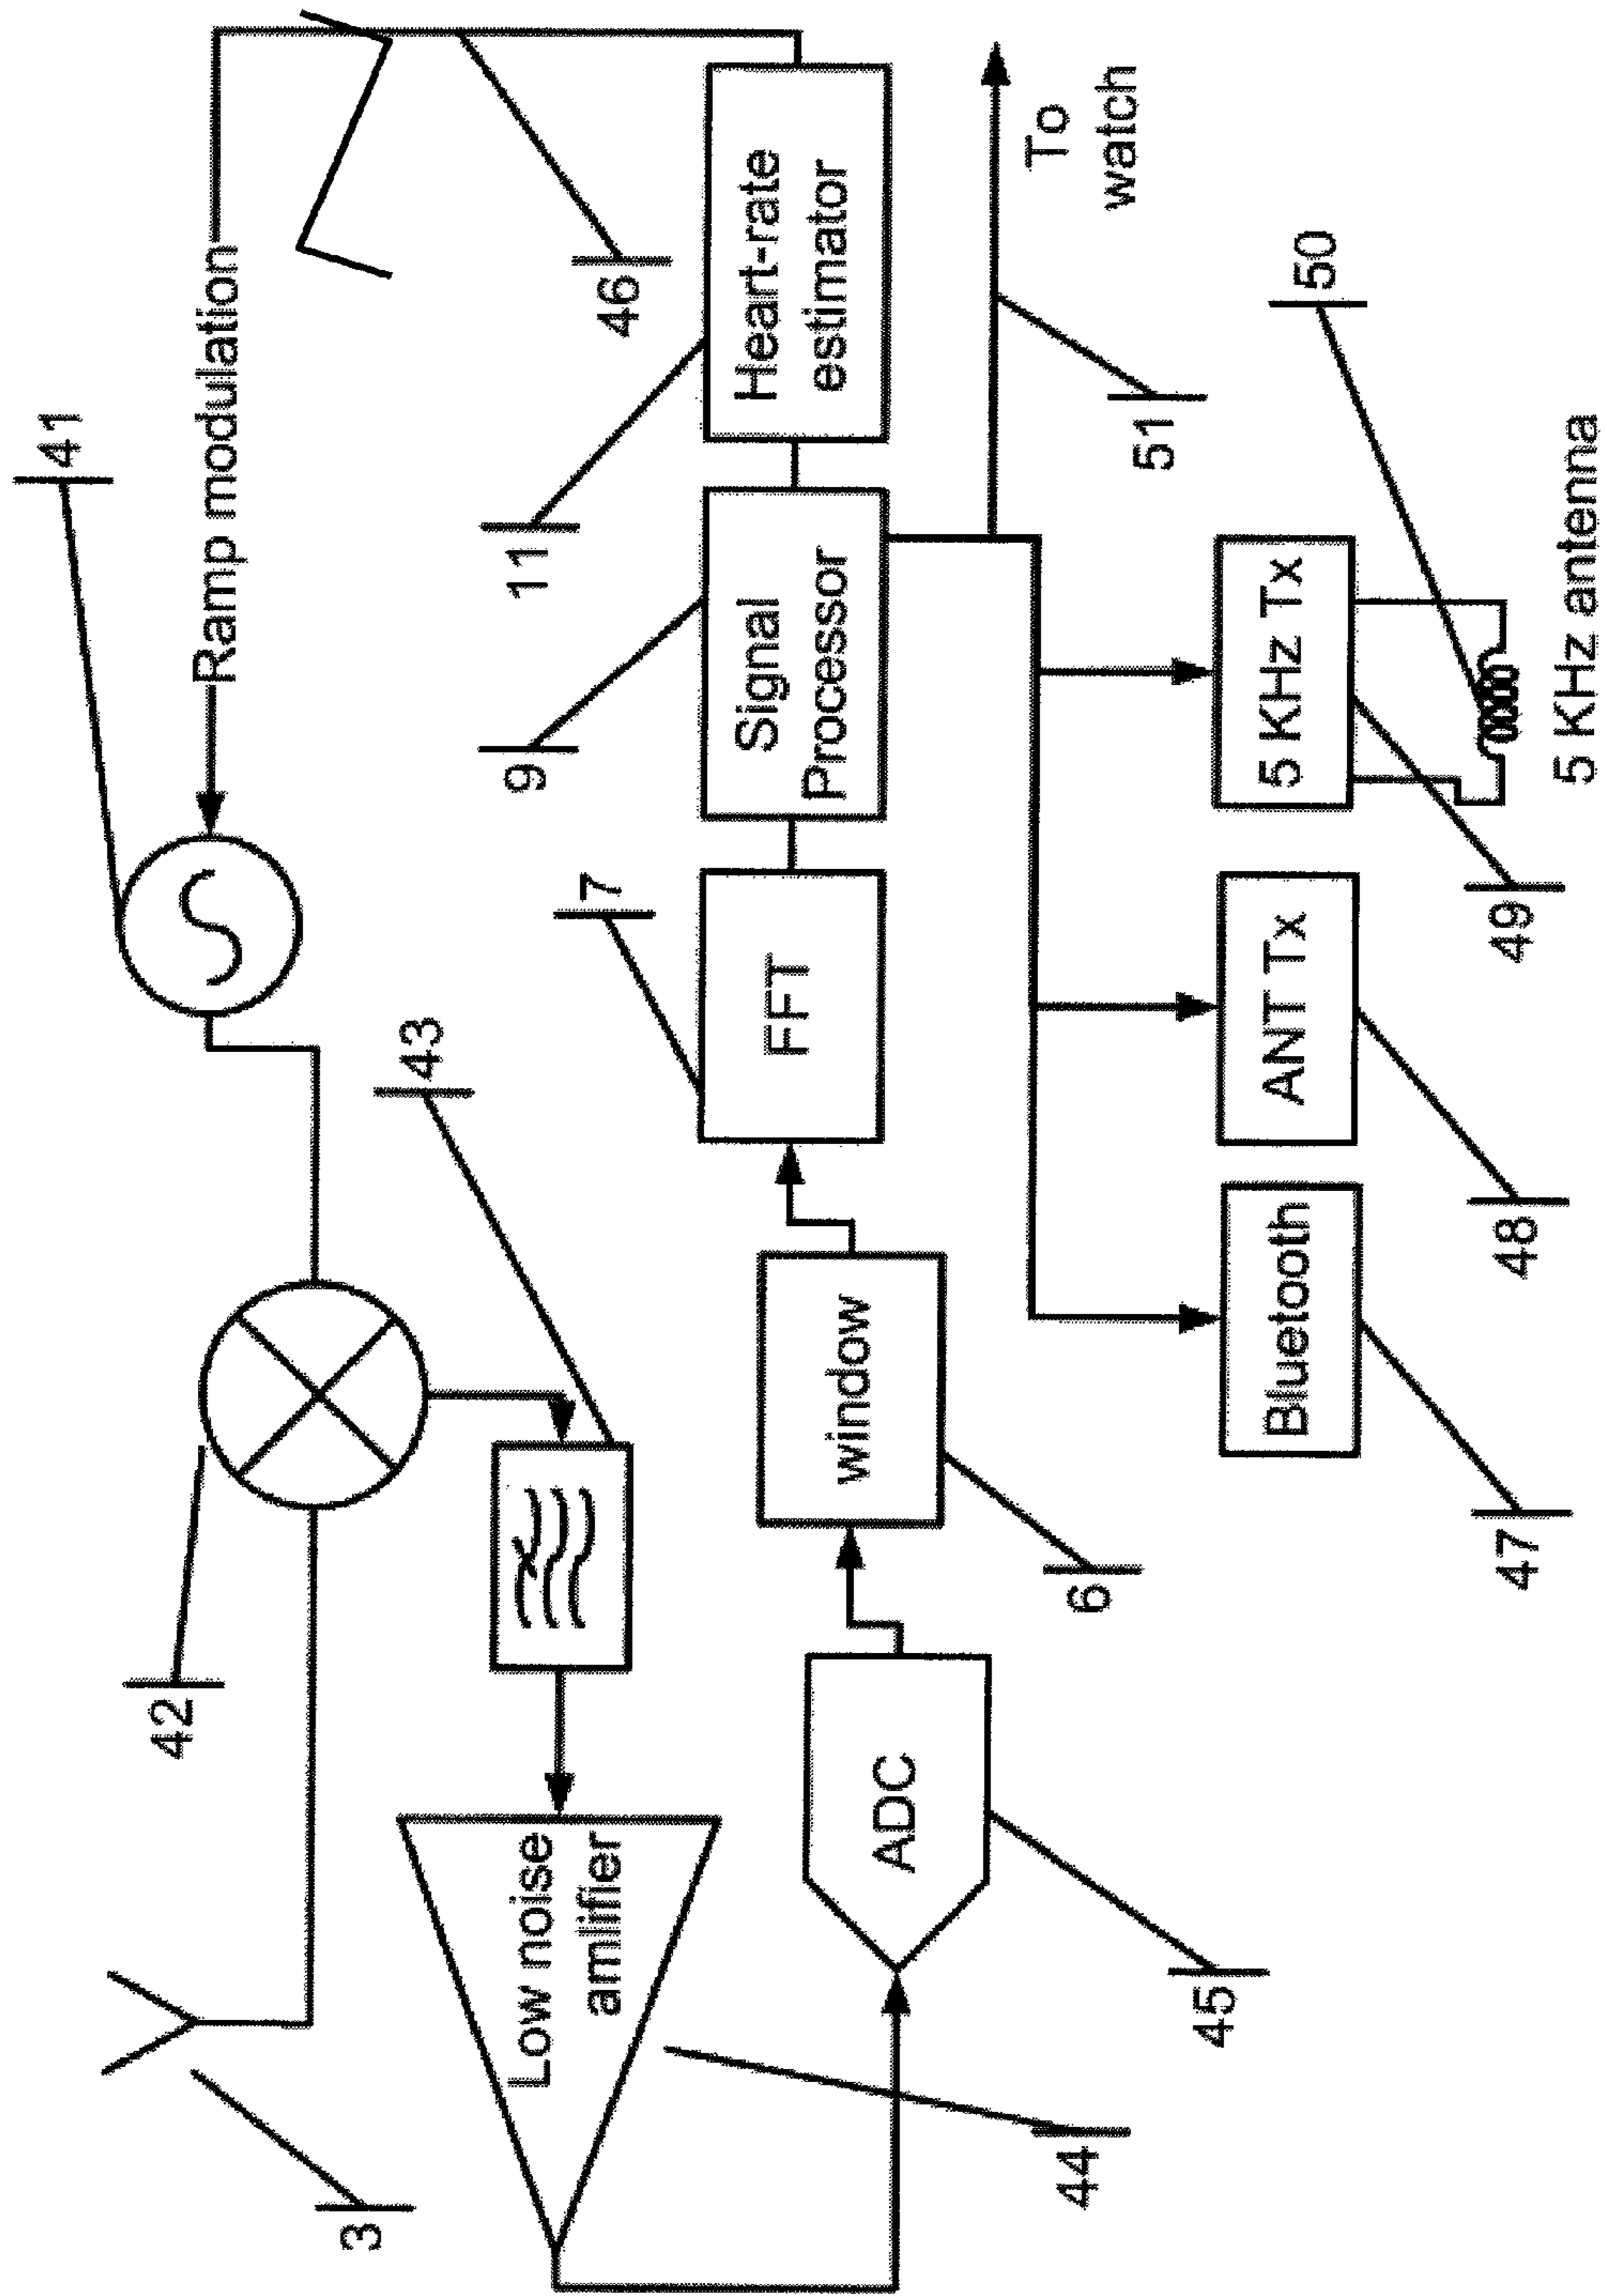 41
Ramp modulation
42
43
3
46
Low noise
amlifier
11
9
7
Heart-rate
estimator
Signal
Processor
FFT
window
ADC
44
45
6
To
watch
51
50
5 KHz Tx
ANT Tx
Bluetooth
49
48
47
5 KHz antenna